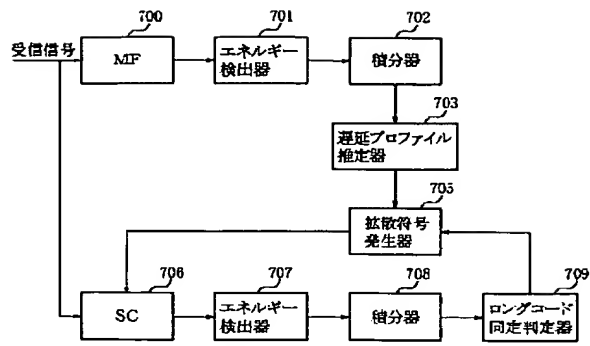 700
701
702
受信信号
MF
エネルギー
検出器
積分器
703
遅延プロファイル
推定器
705
拡散符号
発生器
706
707
708
709
SC
エネルギー
検出器
積分器
ロングコード
同定判定器